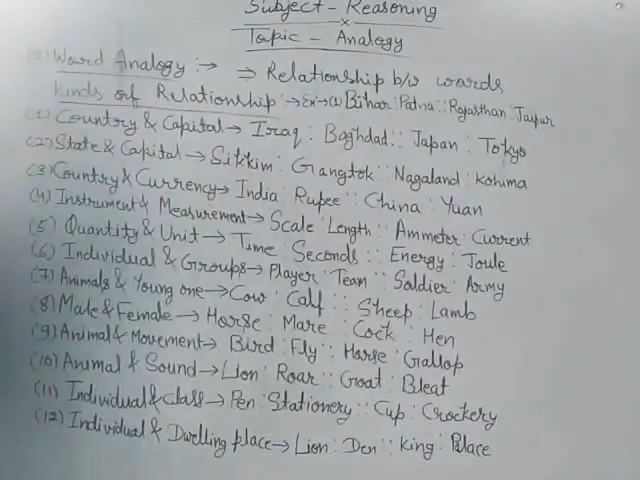 Subject - Reasoning
×
Topic - Analogy
Word Analogy :→ ⇒ Relationship b/w words
Kinds of Relationship :→ Ex→(1) Bihar : Patna :: Rajasthan : Jaipur
(1) Country & Capital → Iraq : Baghdad :: Japan : Tokyo
(2) State & Capital → Sikkim : Gangtok :: Nagaland : Kohima
(3) Country & Currency → India : Rupee :: China : Yuan
(4) Instrument & Measurement → Scale : Length :: Ammeter : Current
(5) Quantity & Unit → Time : Seconds :: Energy : Joule
(6) Individual & Groups → Player : Team :: Soldier : Army
(7) Animals & Young one → Cow : Calf :: Sheep : Lamb
(8) Male & Female → Horse : Mare :: Cock : Hen
(9) Animal & Movement → Bird : Fly :: Horse : Gallop
(10) Animal & Sound → Lion : Roar :: Goat : Bleat
(11) Individual & Class → Pen : Stationery :: Cup : Crockery
(12) Individual & Dwelling place → Lion : Den :: King : Palace